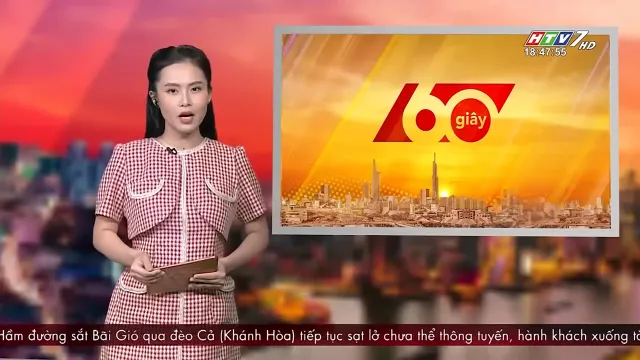 HTV7 HD
18:47:55
60 giây
Hầm đường sắt Bãi Gió qua đèo Cả (Khánh Hòa) tiếp tục sạt lở chưa thể thông tuyến, hành khách xuống